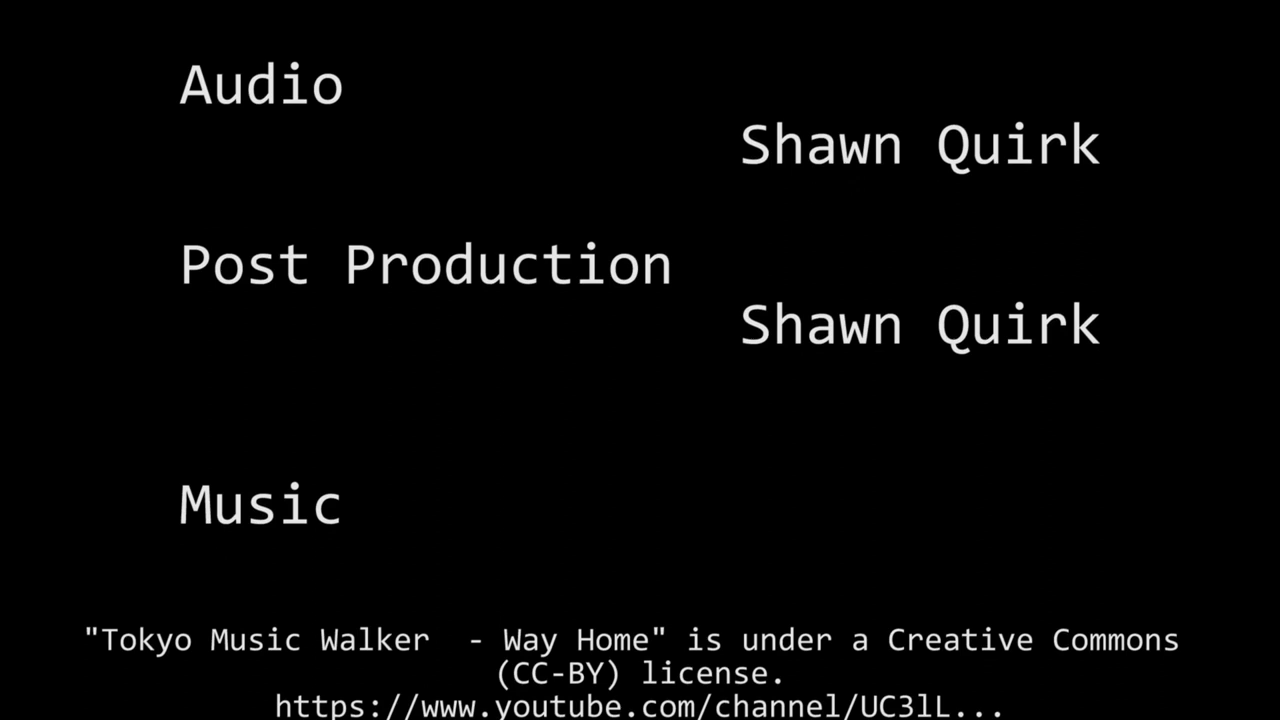 Audio
Shawn Quirk
Post Production
Shawn Quirk
Music
"Tokyo Music Walker  - Way Home" is under a Creative Commons
(CC-BY) license.
https://www.youtube.com/channel/UC3lL...